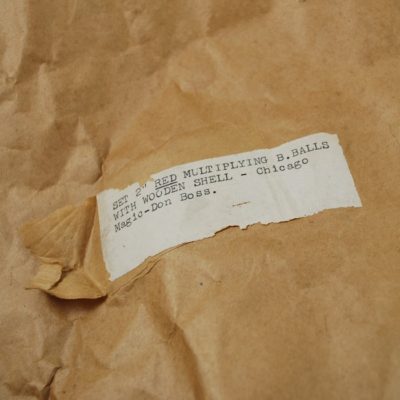 SET 2" RED MULTIPLYING B.BALLS
WITH WOODEN SHELL - Chicago
Magic-Don Boss.